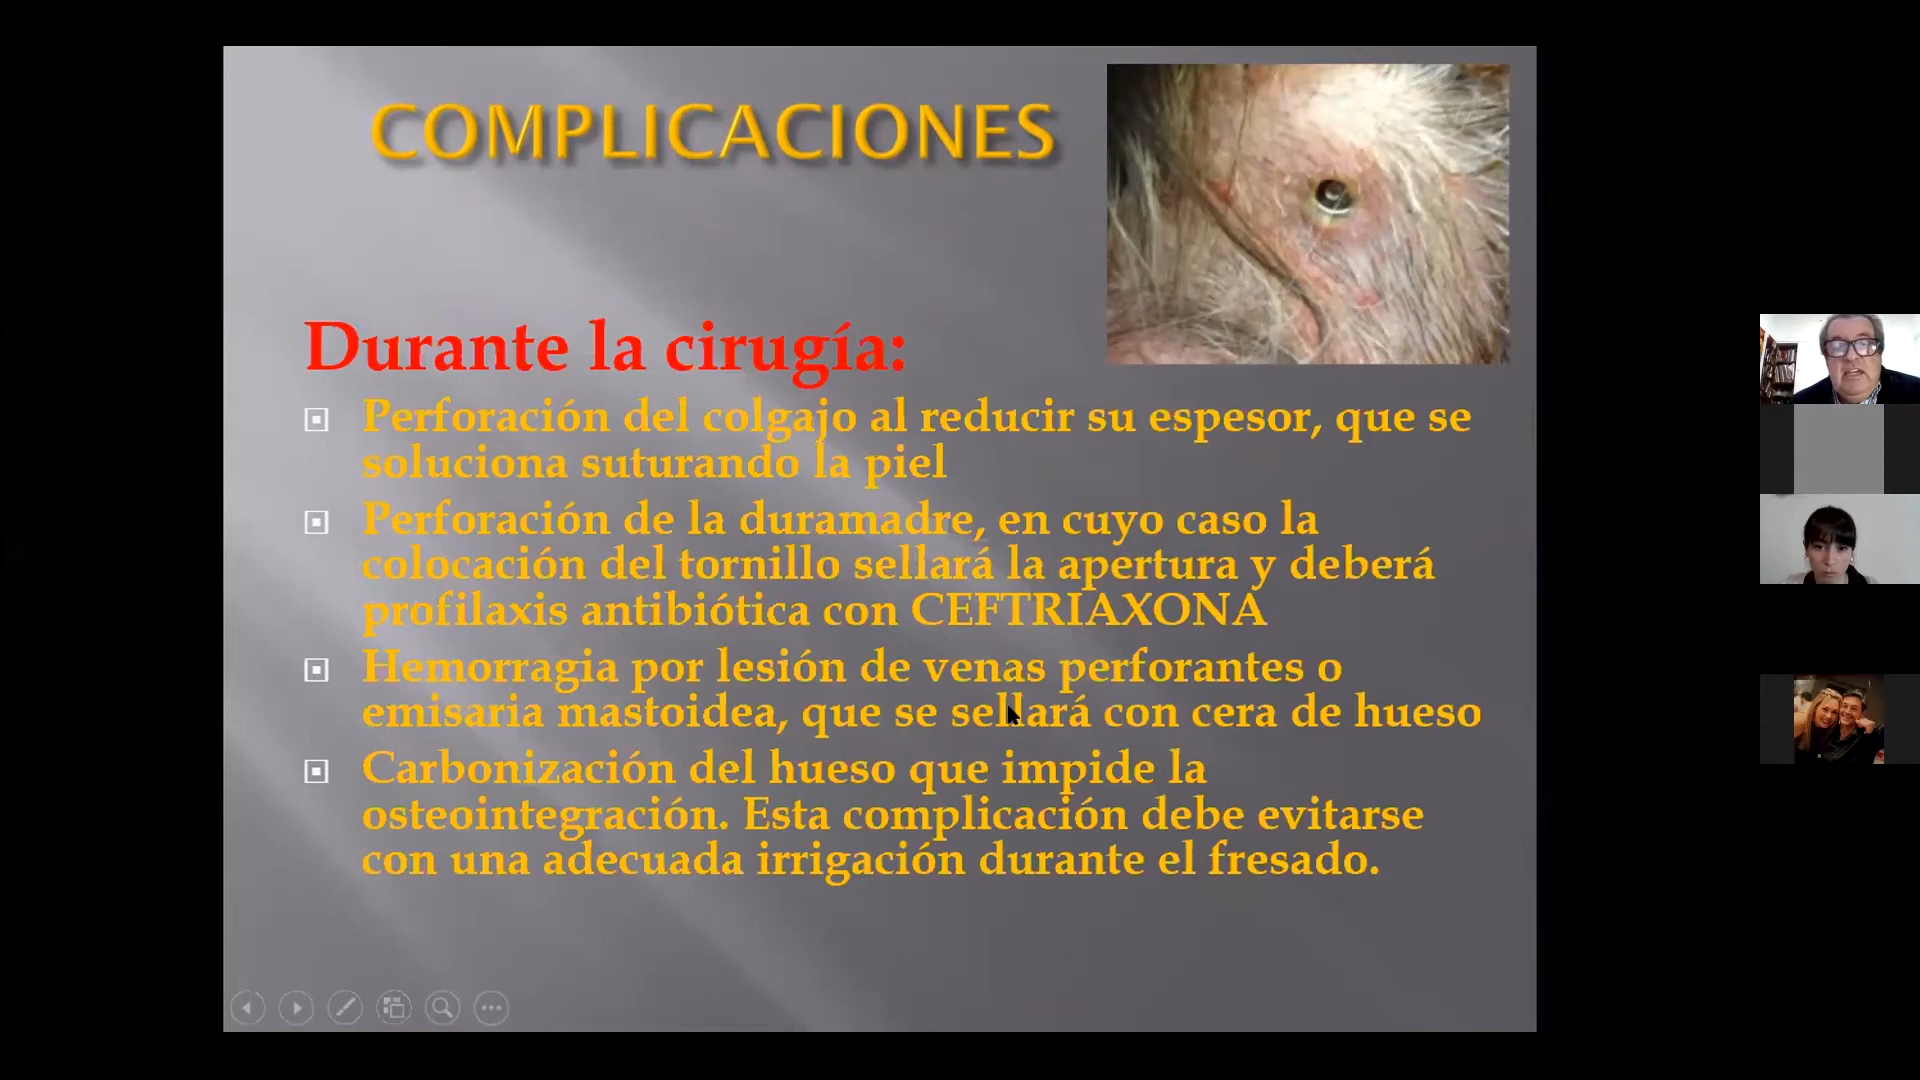 COMPLICACIONES
Durante la cirugía:
Perforación del colgajo al reducir su espesor, que se
soluciona suturando la piel
Perforación de la duramadre, en cuyo caso la
colocación del tornillo sellará la apertura y deberá
profilaxis antibiótica con CEFTRIAXONA
Hemorragia por lesión de venas perforantes o
emisaria mastoidea, que se sellará con cera de hueso
Carbonización del hueso que impide la
osteointegración. Esta complicación debe evitarse
con una adecuada irrigación durante el fresado.